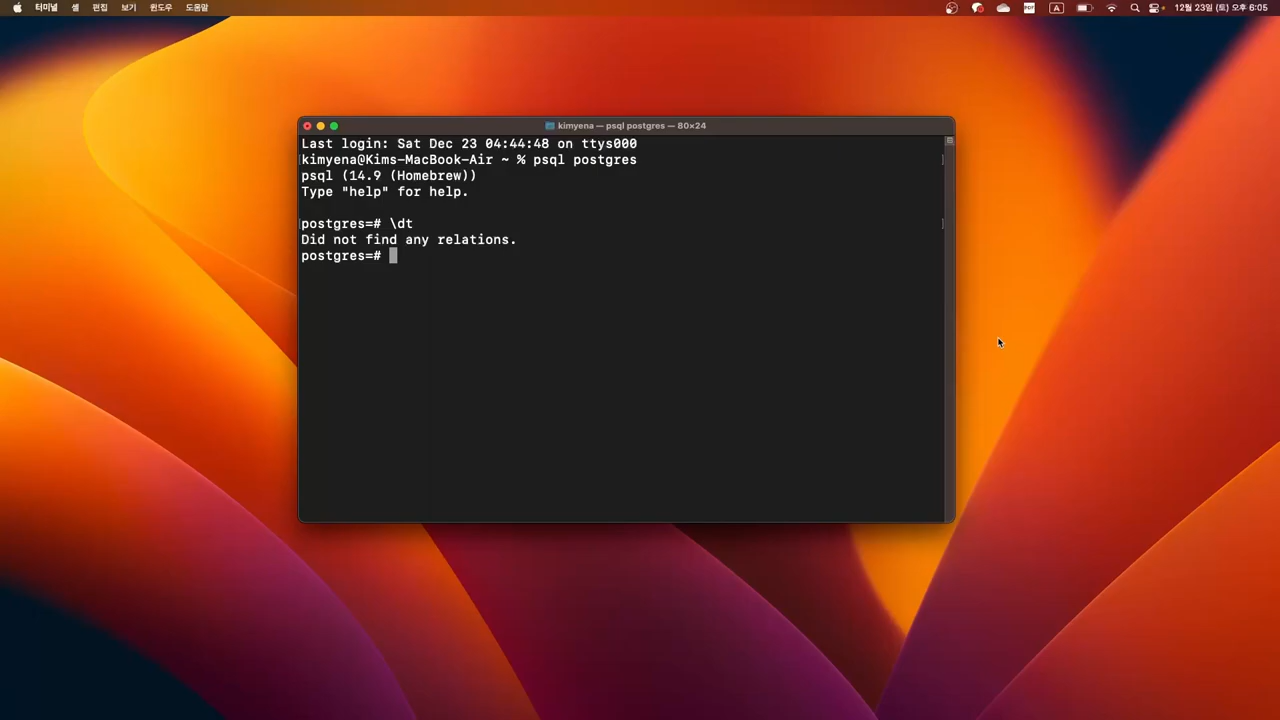 터미널 셸 편집 보기 윈도우 도움말
PDF A 12월 23일 (토) 오후 6:05
kimyena — psql postgres — 80×24
Last login: Sat Dec 23 04:44:48 on ttys000
kimyena@Kims-MacBook-Air ~ % psql postgres
psql (14.9 (Homebrew))
Type "help" for help.
postgres=# \dt
Did not find any relations.
postgres=#